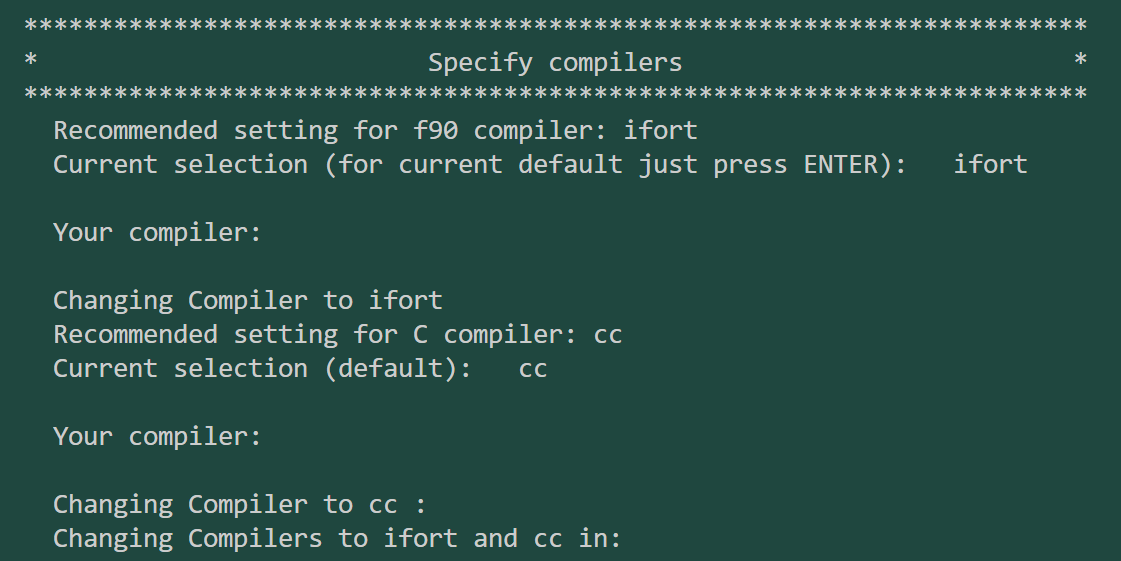 ***********************************************************************
* Specify compilers *
***********************************************************************
Recommended setting for f90 compiler: ifort
Current selection (for current default just press ENTER): ifort
Your compiler:
Changing Compiler to ifort
Recommended setting for C compiler: cc
Current selection (default): cc
Your compiler:
Changing Compiler to cc :
Changing Compilers to ifort and cc in: